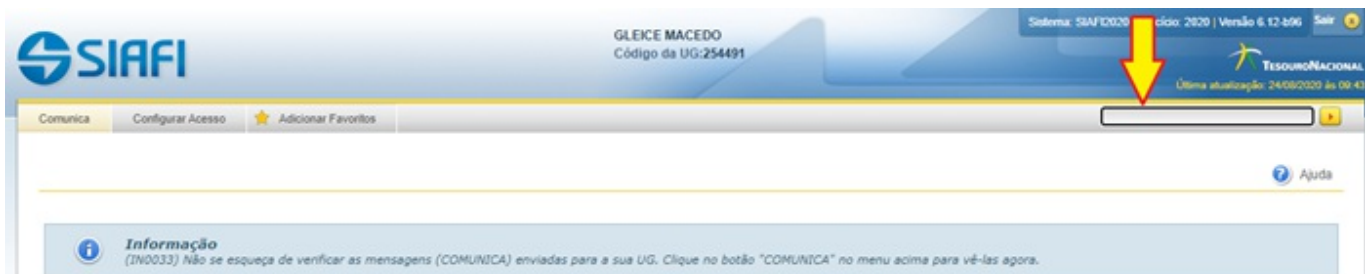 SIAFI
GLEICE MACEDO
Código da UG:254491
Sistema: SIAFI2020 cício: 2020 | Versão 6.12-b96 Sair
TESOURONACIONAL
Última atualização: 24/08/2020 às 09:43
Comunica Configurar Acesso Adicionar Favoritos
Ajuda
Informação
(IN0033) Não se esqueça de verificar as mensagens (COMUNICA) enviadas para a sua UG. Clique no botão "COMUNICA" no menu acima para vê-las agora.